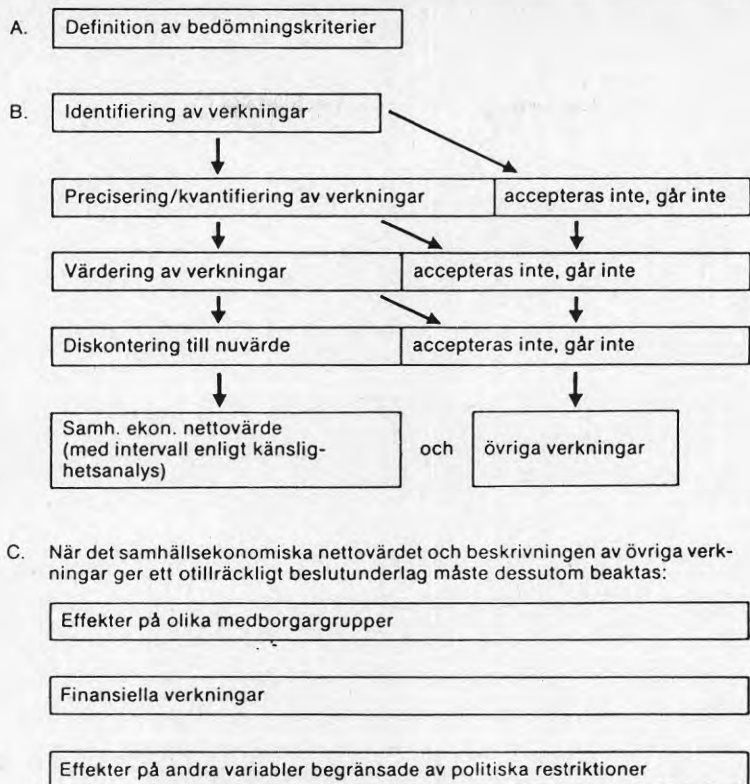 A. Definition av bedömningskriterier
B. Identifiering av verkningar
Precisering/kvantifiering av verkningar accepteras inte, går inte
Värdering av verkningar accepteras inte, går inte
Diskontering till nuvärde accepteras inte, går inte
Samh. ekon. nettovärde
(med intervall enligt känslig-
hetsanalys)
och övriga verkningar
C. När det samhällsekonomiska nettovärdet och beskrivningen av övriga verk-
ningar ger ett otillräckligt beslutunderlag måste dessutom beaktas:
Effekter på olika medborgargrupper
Finansiella verkningar
Effekter på andra variabler begränsade av politiska restriktioner